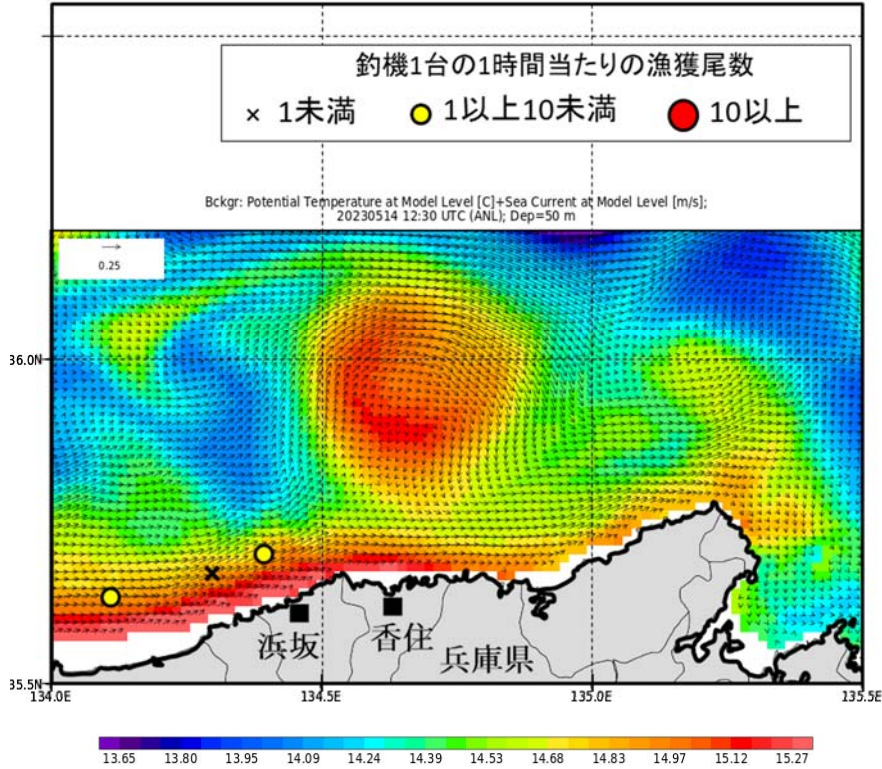 釣機1台の1時間当たりの漁獲尾数
× 1未満 1以上10未満 10以上
Bckgr: Potential Temperature at Model Level [C]+Sea Current at Model Level [m/s];
20230514 12:30 UTC (ANL); Dep=50 m
0.25
36.0N
浜坂 香住 兵庫県
35.5N
134.0E 134.5 135.0 135.5
13.65 13.80 13.95 14.09 14.24 14.39 14.53 14.68 14.83 14.97 15.12 15.27